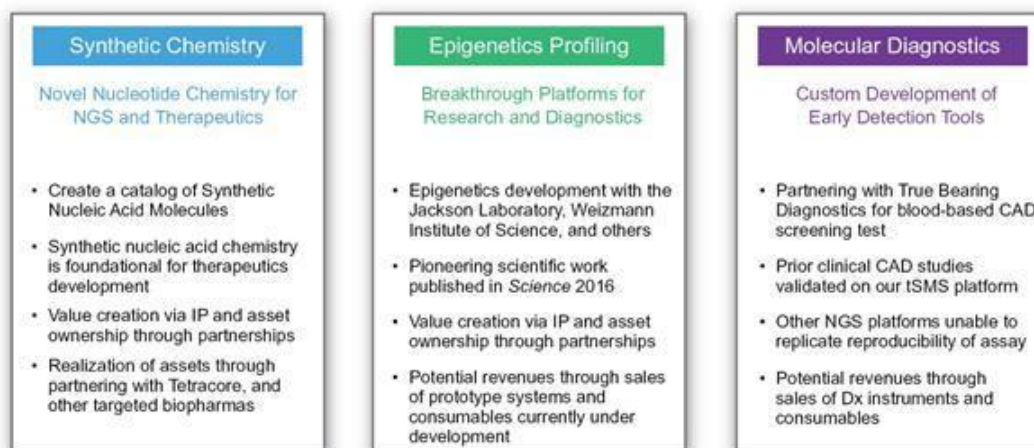 Synthetic Chemistry
Novel Nucleotide Chemistry for
NGS and Therapeutics
• Create a catalog of Synthetic
Nucleic Acid Molecules
• Synthetic nucleic acid chemistry
is foundational for therapeutics
development
• Value creation via IP and asset
ownership through partnerships
• Realization of assets through
partnering with Tetracore, and
other targeted biopharmas
Epigenetics Profiling
Breakthrough Platforms for
Research and Diagnostics
• Epigenetics development with the
Jackson Laboratory, Weizmann
Institute of Science, and others
• Pioneering scientific work
published in Science 2016
• Value creation via IP and asset
ownership through partnerships
• Potential revenues through sales
of prototype systems and
consumables currently under
development
Molecular Diagnostics
Custom Development of
Early Detection Tools
• Partnering with True Bearing
Diagnostics for blood-based CAD
screening test
• Prior clinical CAD studies
validated on our tSMS platform
• Other NGS platforms unable to
replicate reproducibility of assay
• Potential revenues through
sales of Dx instruments and
consumables